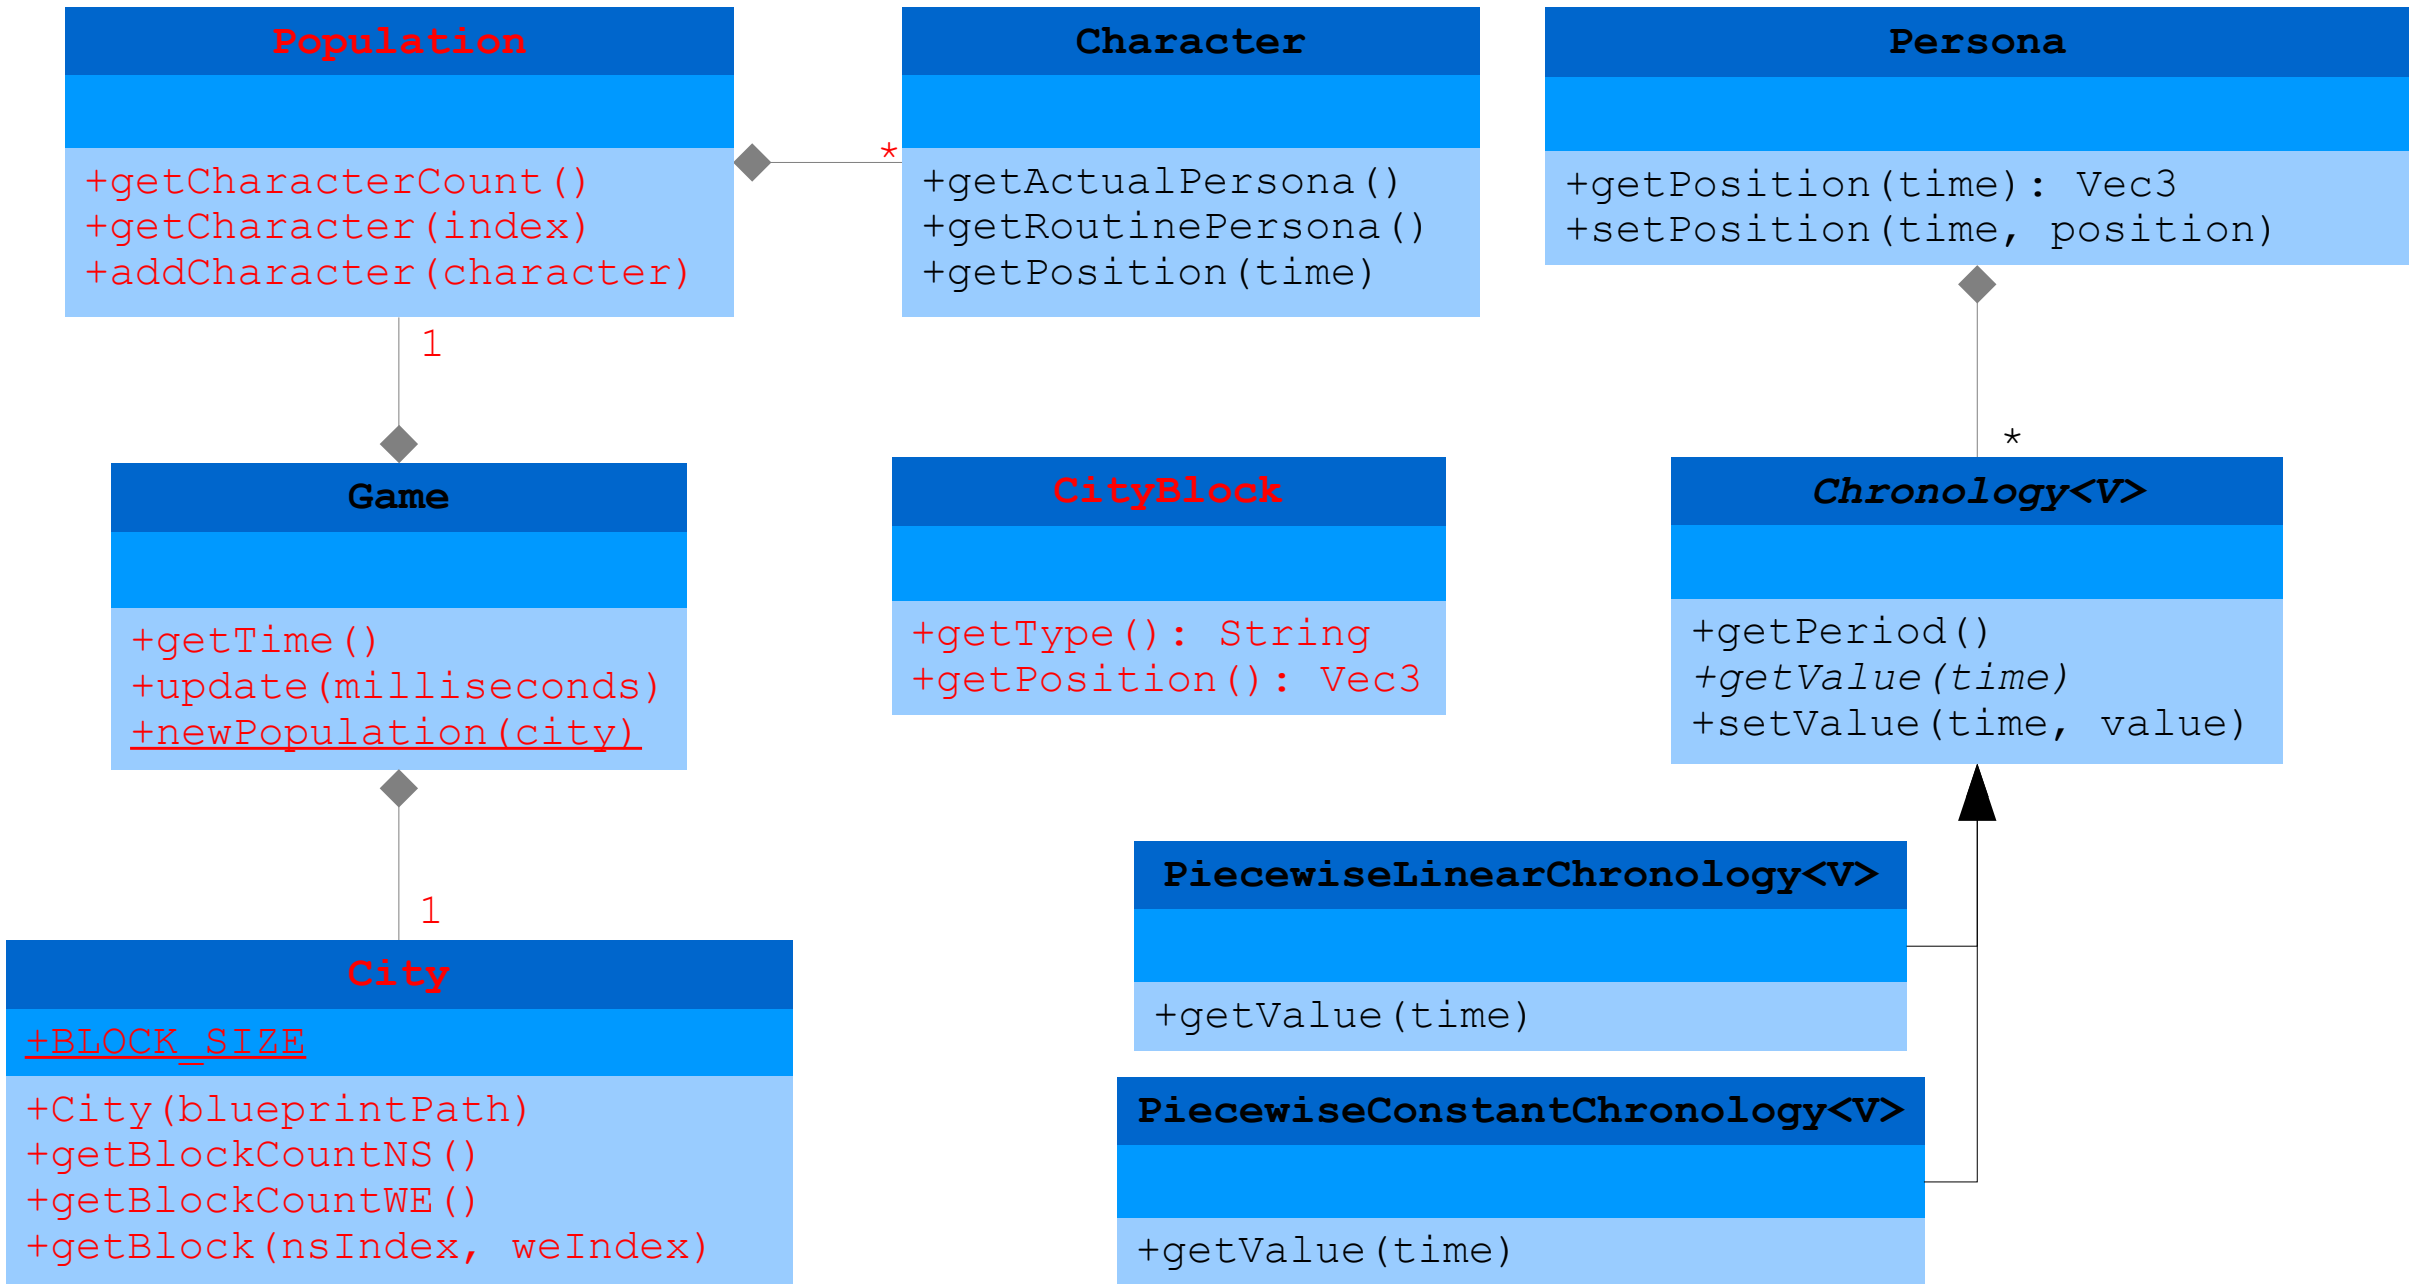 Population
+getCharacterCount()
+getCharacter(index)
+addCharacter(character)
*
1
Character
+getActualPersona()
+getRoutinePersona()
+getPosition(time)
Persona
+getPosition(time): Vec3
+setPosition(time, position)
*
Game
+getTime()
+update(milliseconds)
+newPopulation(city)
1
CityBlock
+getType(): String
+getPosition(): Vec3
Chronology<V>
+getPeriod()
+getValue(time)
+setValue(time, value)
PiecewiseLinearChronology<V>
+getValue(time)
City
+BLOCK_SIZE
+City(blueprintPath)
+getBlockCountNS()
+getBlockCountWE()
+getBlock(nsIndex, weIndex)
PiecewiseConstantChronology<V>
+getValue(time)